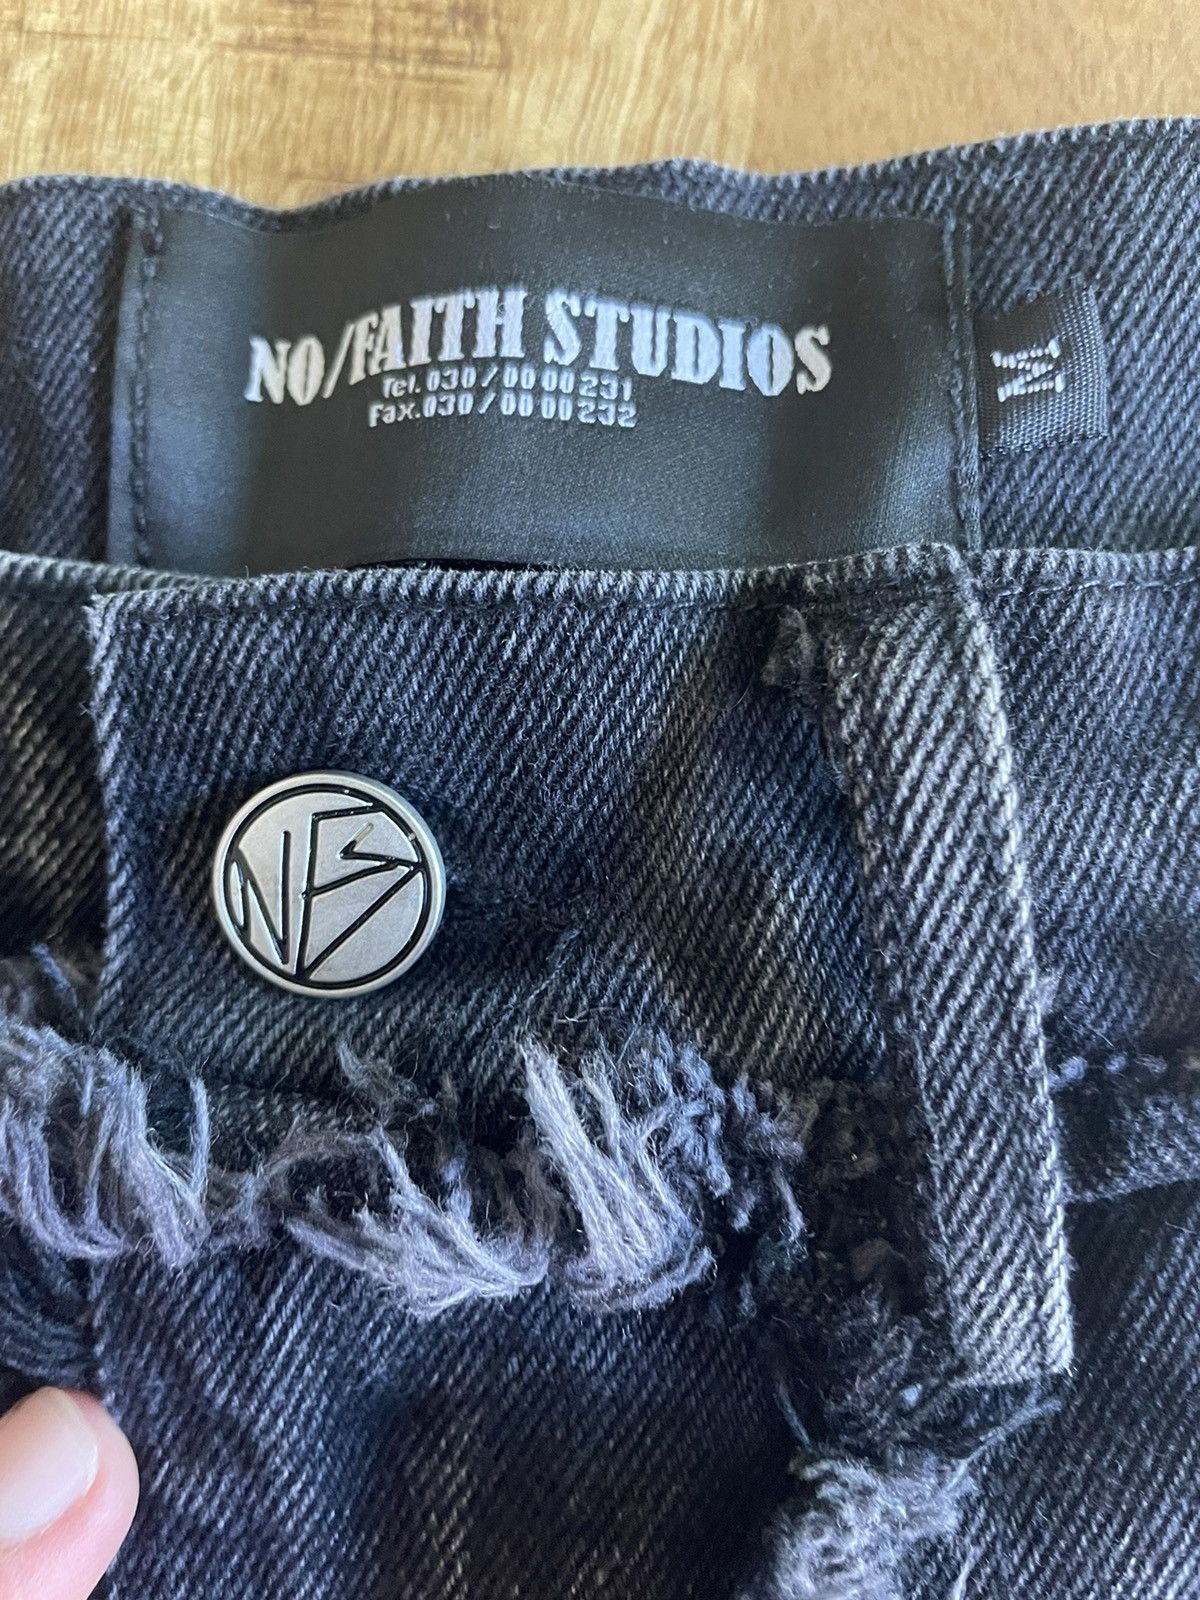 NO/FAITH STUDIOS
Tel. 030/00 00 231
Fax. 030/00 00 232
M
NFS